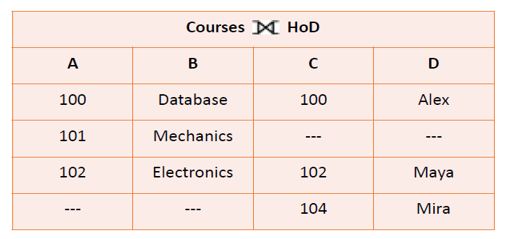 Courses ⟗ HoD
A B C D
100 Database 100 Alex
101 Mechanics --- ---
102 Electronics 102 Maya
--- --- 104 Mira